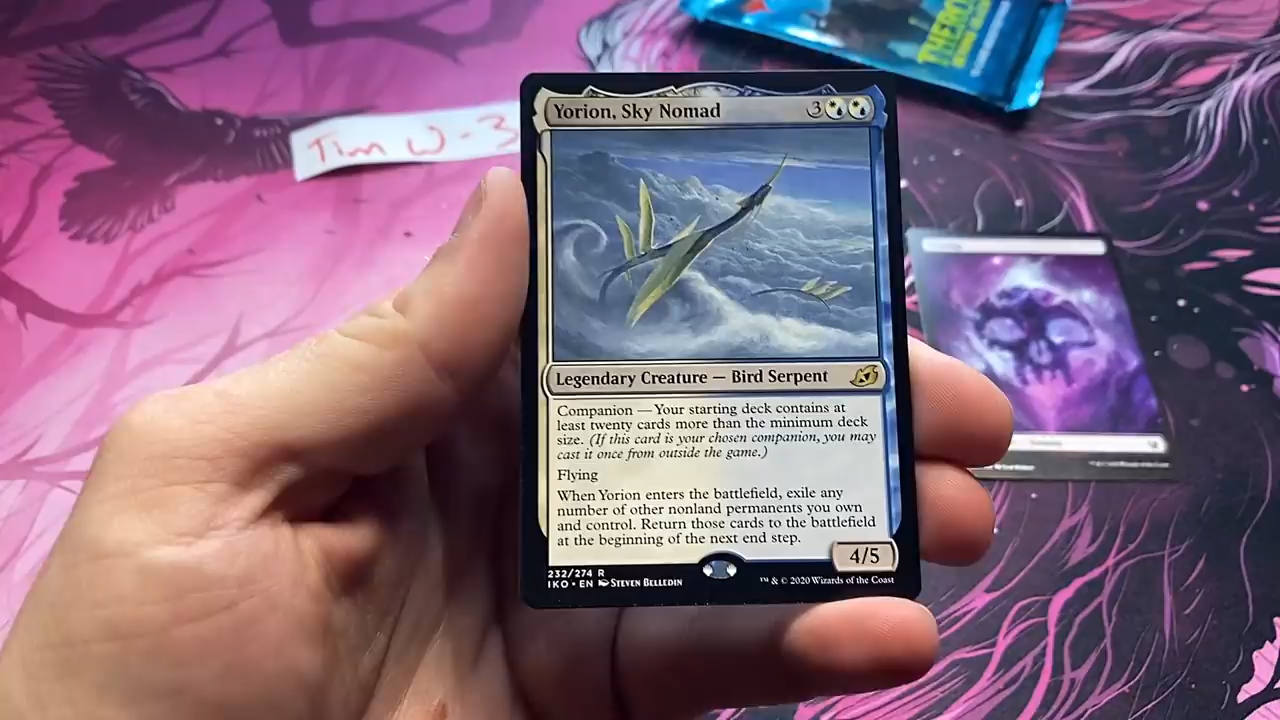 THEROS
Tim W - 3
Yorion, Sky Nomad 3
Legendary Creature — Bird Serpent
Companion — Your starting deck contains at
least twenty cards more than the minimum deck
size. (If this card is your chosen companion, you may
cast it once from outside the game.)
Flying
When Yorion enters the battlefield, exile any
number of other nonland permanents you own
and control. Return those cards to the battlefield
at the beginning of the next end step.
4/5
232/274 R
IKO • EN Steven Belledin
™ & © 2020 Wizards of the Coast